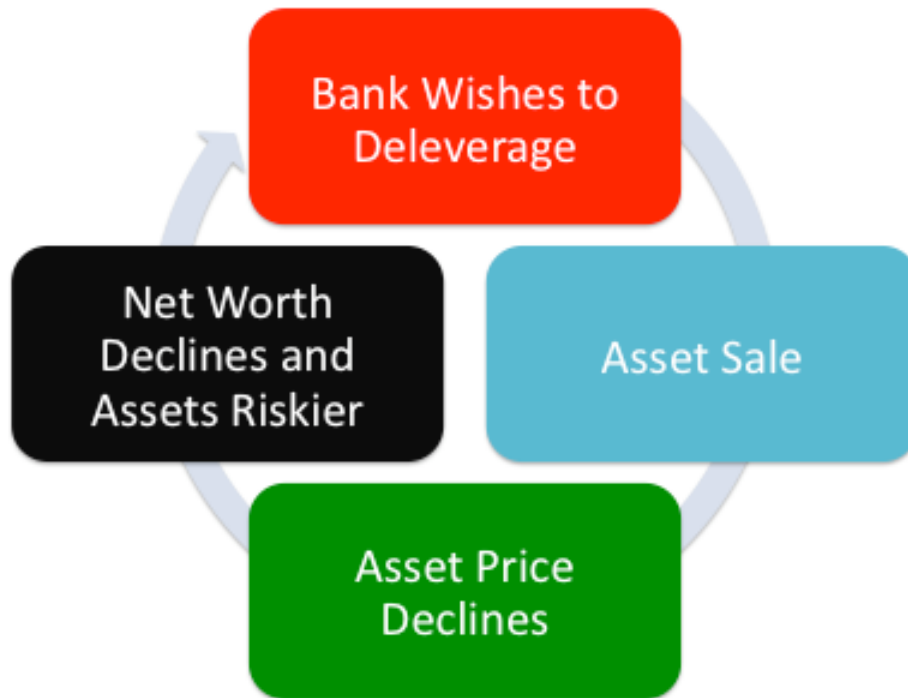 Bank Wishes to
Deleverage
Net Worth
Declines and
Assets Riskier
Asset Sale
Asset Price
Declines